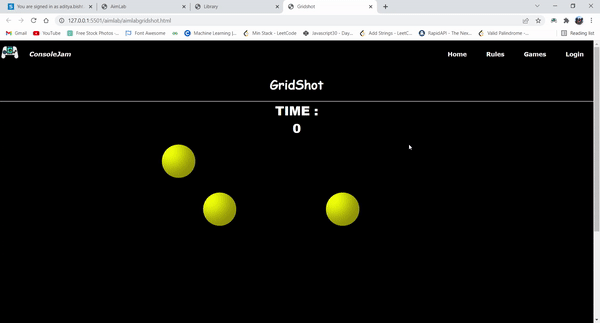 You are signed in as aditya.bish
AimLab
Library
Gridshot
127.0.0.1:5501/aimlab/aimlabgridshot.html
Gmail
YouTube
Free Stock Photos ...
Font Awesome
Machine Learning (...
Min Stack - LeetCode
Javascript30 - Day...
Add Strings - LeetC...
RapidAPI - The Nex...
Valid Palindrome - ...
Reading list
ConsoleJam
Home
Rules
Games
Login
GridShot
TIME :
0